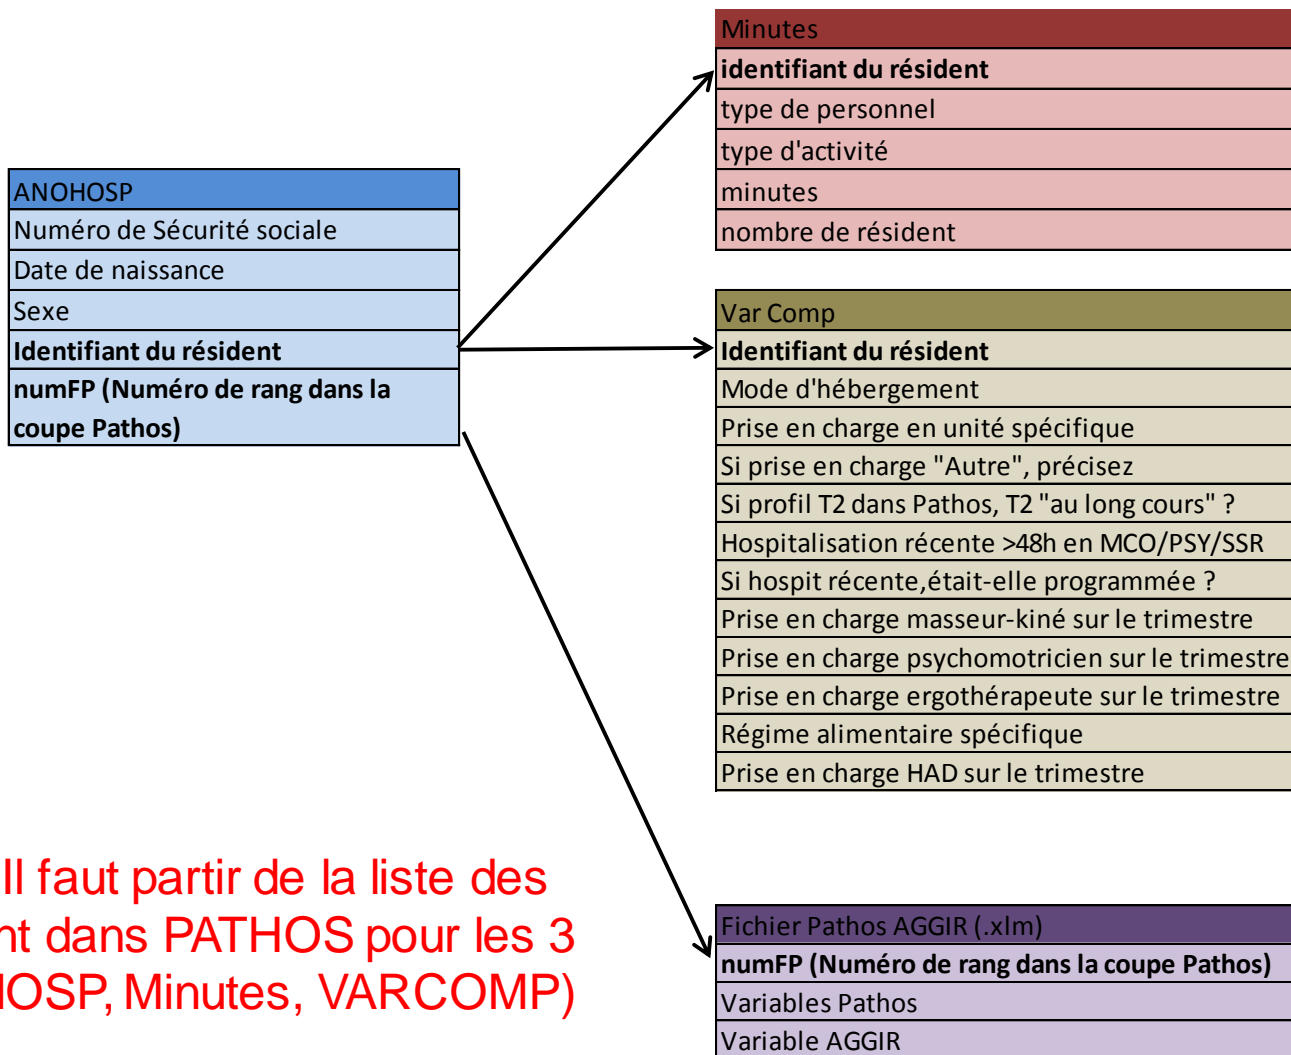 ANOHOSP
Numéro de Sécurité sociale
Date de naissance
Sexe
Identifiant du résident
numFP (Numéro de rang dans la
coupe Pathos)
Minutes
identifiant du résident
type de personnel
type d'activité
minutes
nombre de résident
Var Comp
Identifiant du résident
Mode d'hébergement
Prise en charge en unité spécifique
Si prise en charge "Autre", précisez
Si profil T2 dans Pathos, T2 "au long cours" ?
Hospitalisation récente >48h en MCO/PSY/SSR
Si hospit récente,était-elle programmée ?
Prise en charge masseur-kiné sur le trimestre
Prise en charge psychomotricien sur le trimestre
Prise en charge ergothérapeute sur le trimestre
Régime alimentaire spécifique
Prise en charge HAD sur le trimestre
Il faut partir de la liste des
nt dans PATHOS pour les 3
HOSP, Minutes, VARCOMP)
Fichier Pathos AGGIR (.xlm)
numFP (Numéro de rang dans la coupe Pathos)
Variables Pathos
Variable AGGIR